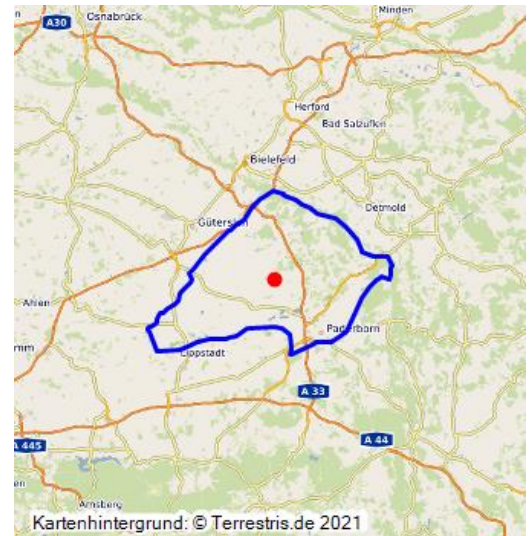 Minden
A30
Osnabrück
Herford
Bad Salzuflen
Bielefeld
Detmold
Gütersloh
Ahlen
Paderborn
mm
Lippstadt
A 33
A 44
A 445
Arnsberg
Kartenhintergrund: © Terrestris.de 2021